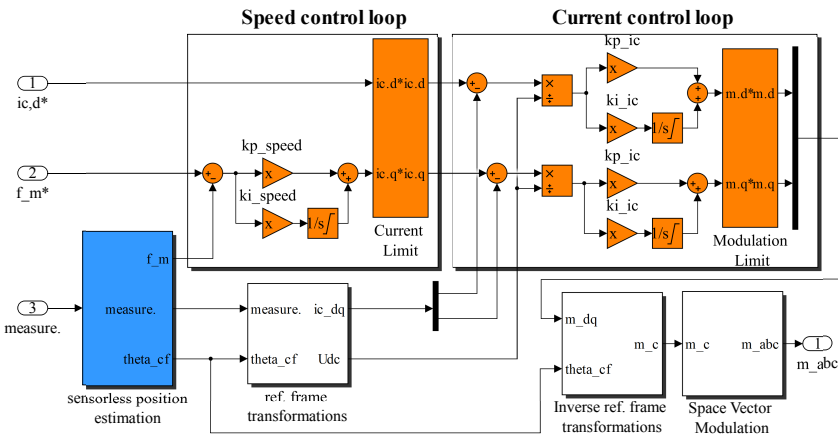 Speed control loop
Current control loop
kp_ic
1
ic,d*
ic.d*ic.d
x
×
÷
+
−
+
+
m.d*m.d
ki_ic
x
1/s
kp_speed
kp_ic
2
f_m*
+
−
x
+
+
ic.q*ic.q
+
−
×
÷
x
+
+
m.q*m.q
ki_speed
x
1/s
ki_ic
x
1/s
Current
Limit
Modulation
Limit
f_m
3
measure.
measure.
theta_cf
sensorless position
estimation
measure.
ic_dq
theta_cf
Udc
ref. frame
transformations
m_dq
m_c
theta_cf
Inverse ref. frame
transformations
m_c
m_abc
Space Vector
Modulation
1
m_abc